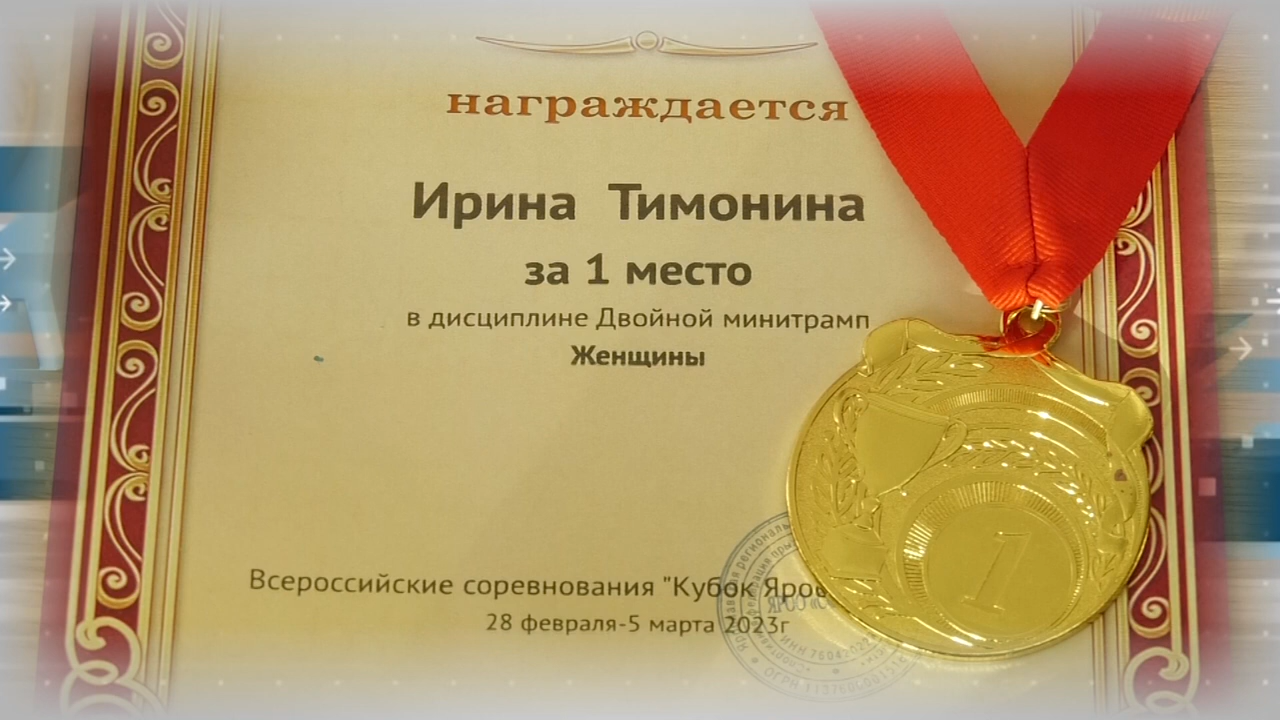 награждается
Ирина Тимонина
за 1 место
в дисциплине Двойной минитрамп
Женщины
Всероссийские соревнования "Кубок
28 февраля-5 марта 2023г
1